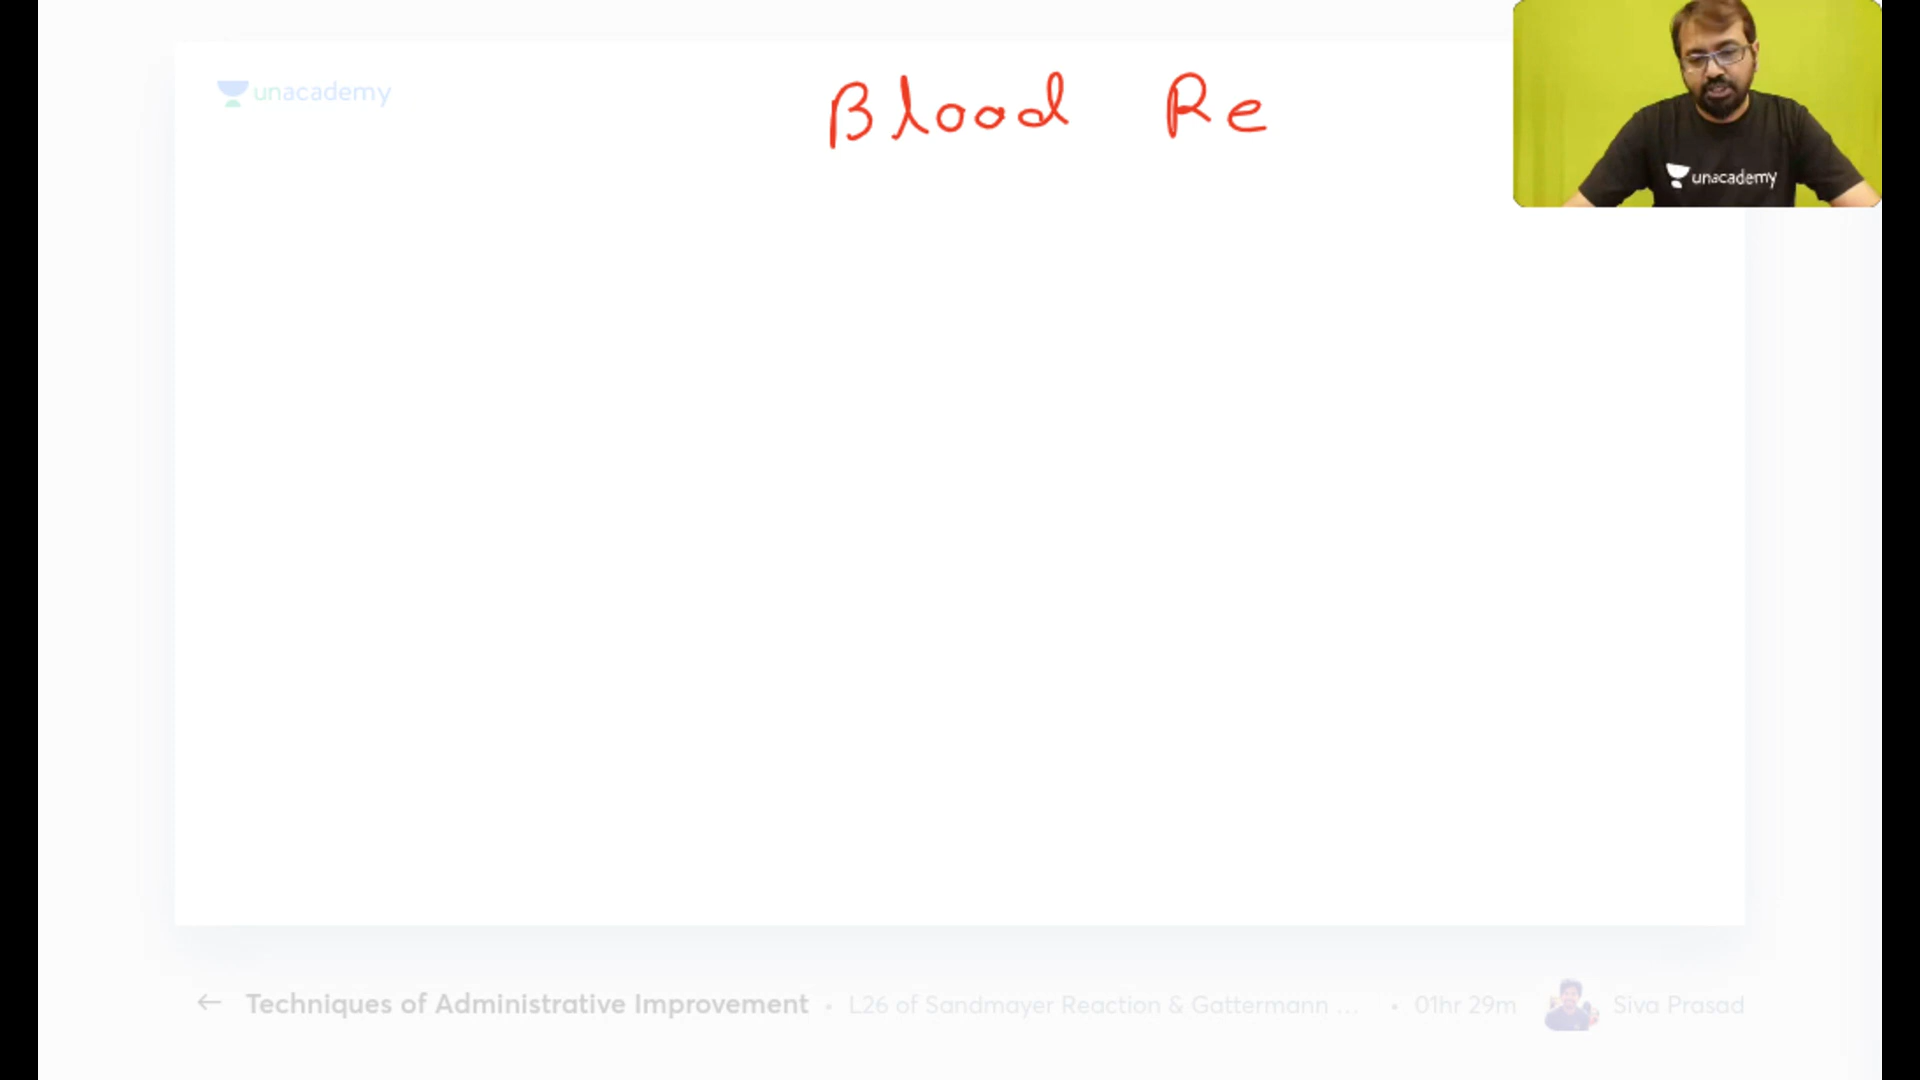 unacademy
Blood Re
unacademy
Techniques of Administrative Improvement • L26 of Sandmayer Reaction & Gattermann ... • 01hr 29m Siva Prasad